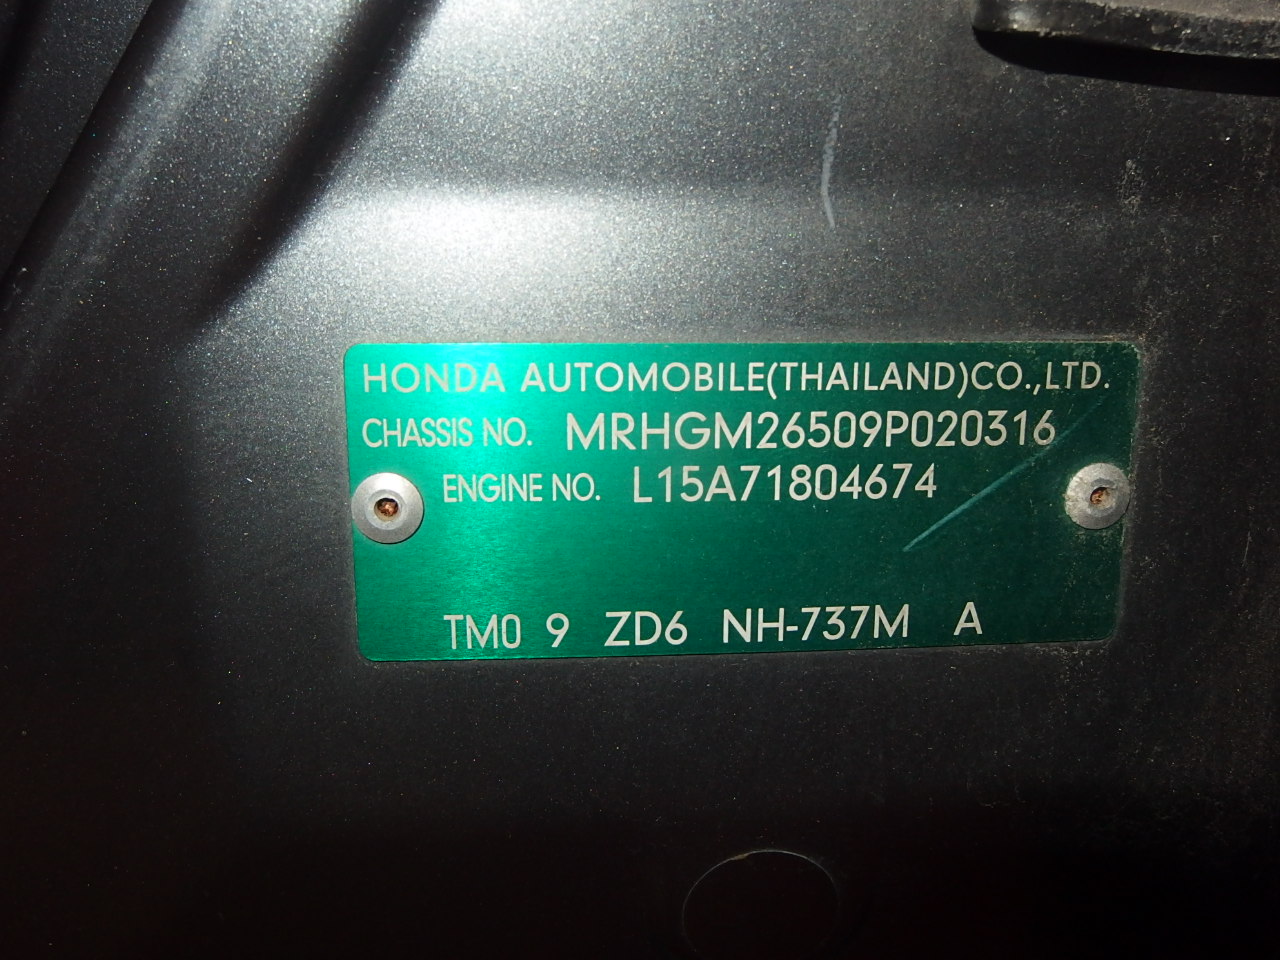 HONDA AUTOMOBILE(THAILAND)CO.,LTD.
CHASSIS NO. MRHGM26509P020316
ENGINE NO. L15A71804674
TM0 9 ZD6 NH-737M A